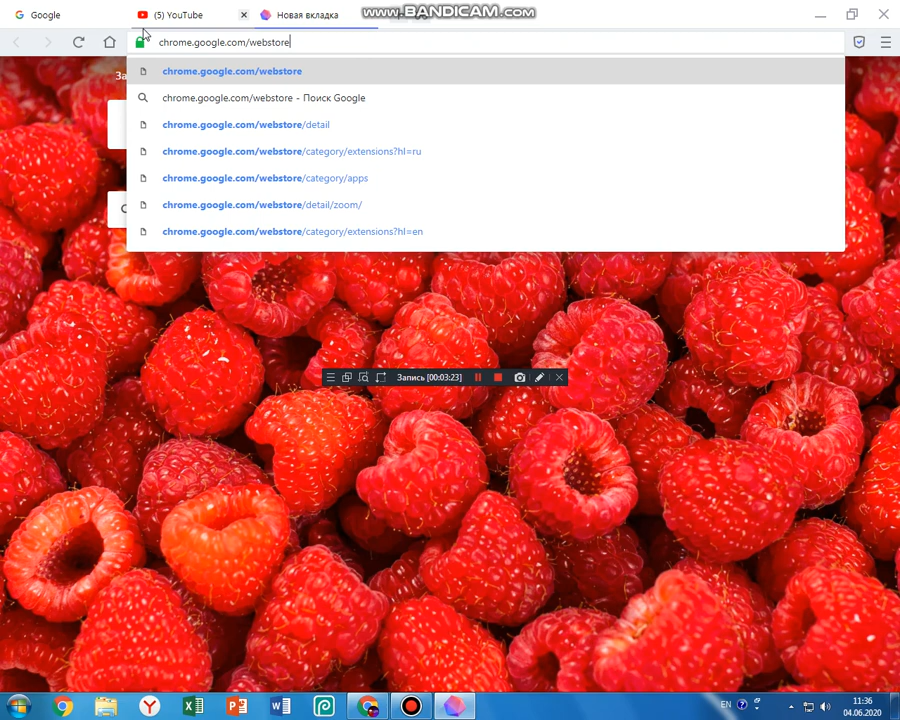 Google
(5) YouTube
Новая вкладка
www.BANDICAM.com
chrome.google.com/webstore
За
chrome.google.com/webstore
chrome.google.com/webstore - Поиск Google
chrome.google.com/webstore/detail
chrome.google.com/webstore/category/extensions?hl=ru
chrome.google.com/webstore/category/apps
chrome.google.com/webstore/detail/zoom/
chrome.google.com/webstore/category/extensions?hl=en
Запись [00:03:23]
EN
11:36
04.06.2020